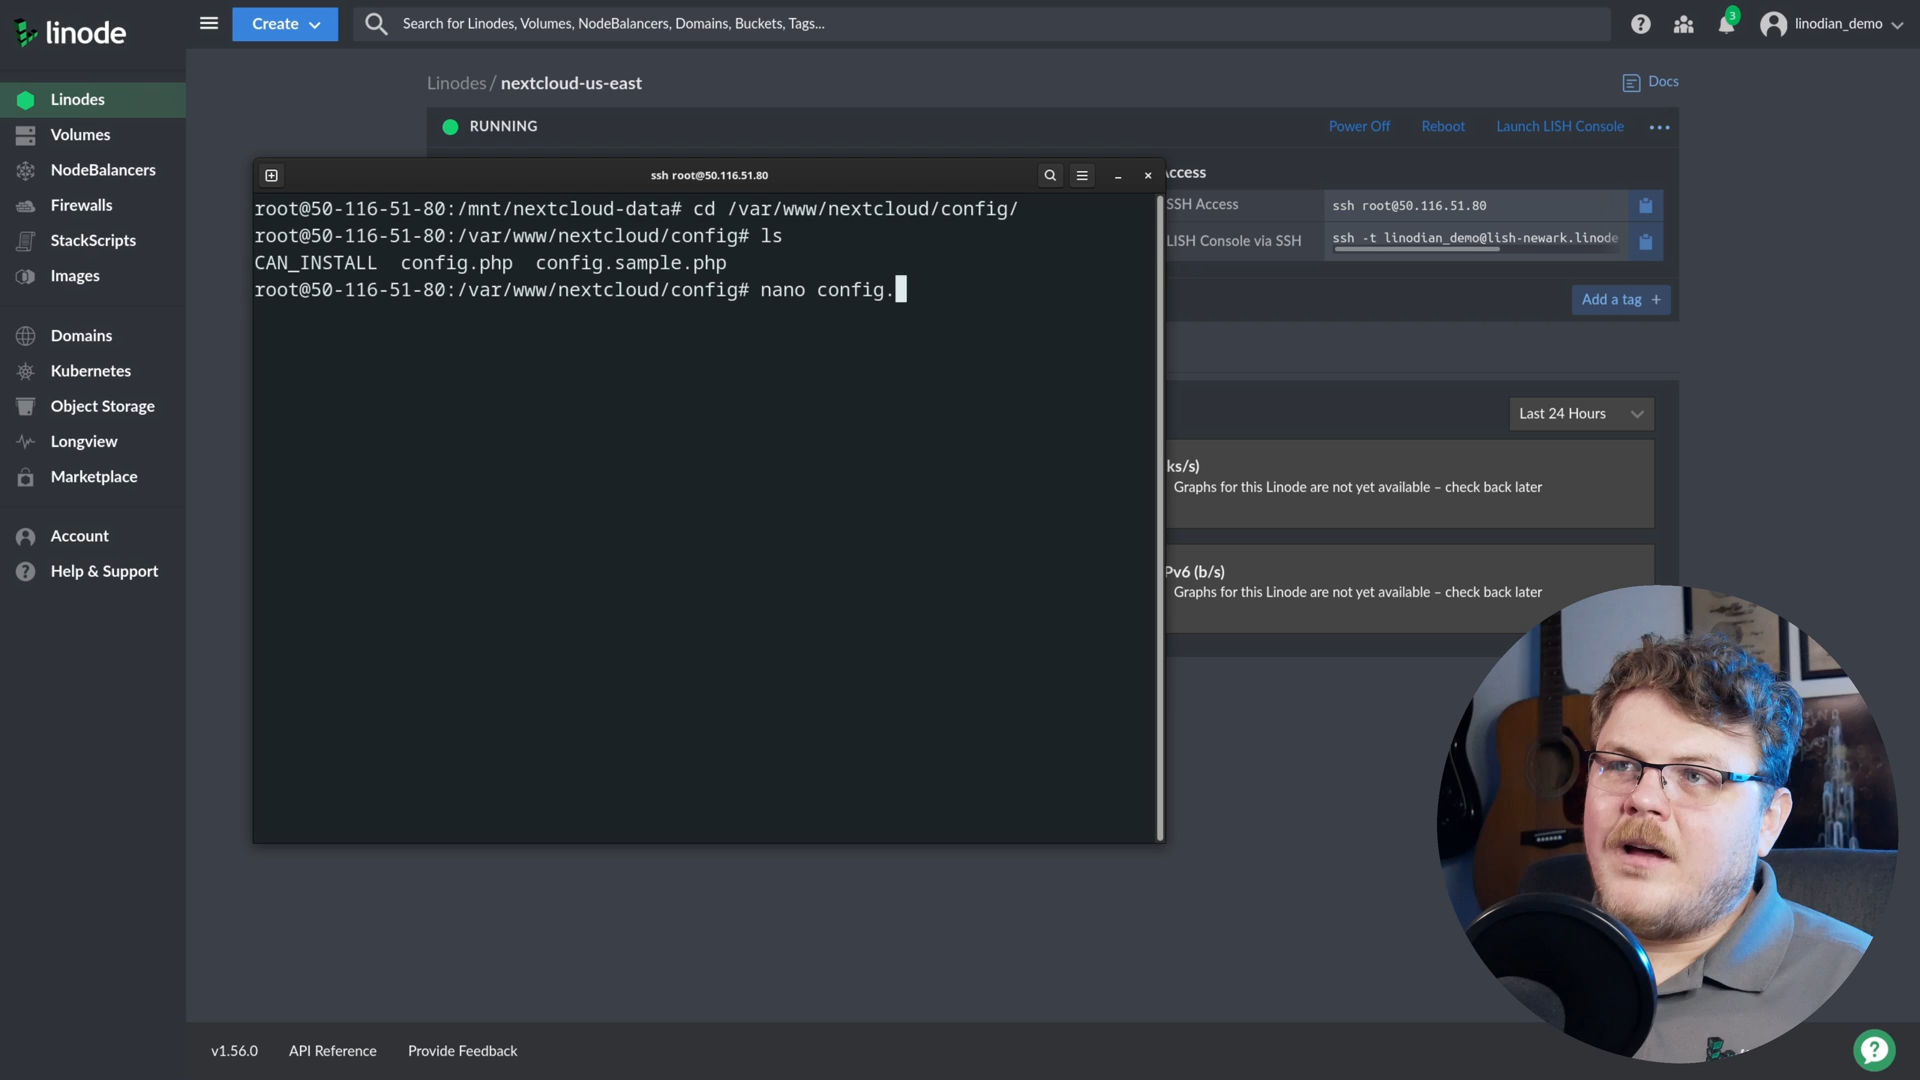 linode
Create
Search for Linodes, Volumes, NodeBalancers, Domains, Buckets, Tags...
3
linodian_demo
Linodes
Volumes
NodeBalancers
Firewalls
StackScripts
Images
Domains
Kubernetes
Object Storage
Longview
Marketplace
Account
Help & Support
Linodes / nextcloud-us-east
Docs
RUNNING
Power Off
Reboot
Launch LISH Console
ssh root@50.116.51.80
root@50-116-51-80:/mnt/nextcloud-data# cd /var/www/nextcloud/config/
root@50-116-51-80:/var/www/nextcloud/config# ls
CAN_INSTALL config.php config.sample.php
root@50-116-51-80:/var/www/nextcloud/config# nano config.
ccess
SSH Access
ssh root@50.116.51.80
LISH Console via SSH
ssh -t linodian_demo@lish-newark.linode
Add a tag +
Last 24 Hours
ks/s)
Graphs for this Linode are not yet available – check back later
Pv6 (b/s)
Graphs for this Linode are not yet available – check back later
v1.56.0
API Reference
Provide Feedback